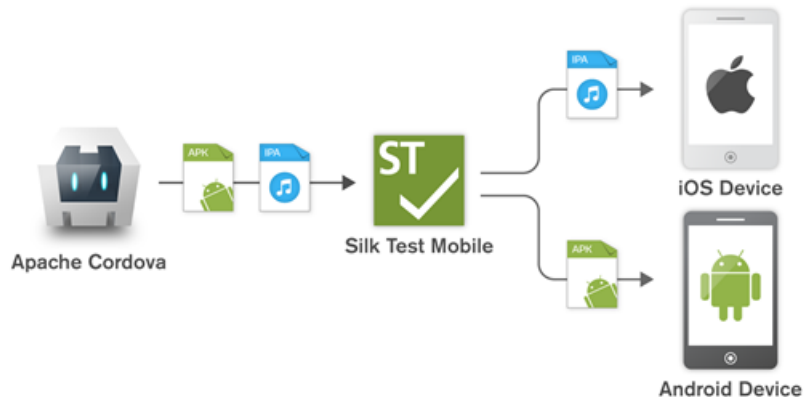 APK
IPA
ST
Apache Cordova
Silk Test Mobile
IPA
iOS Device
APK
Android Device